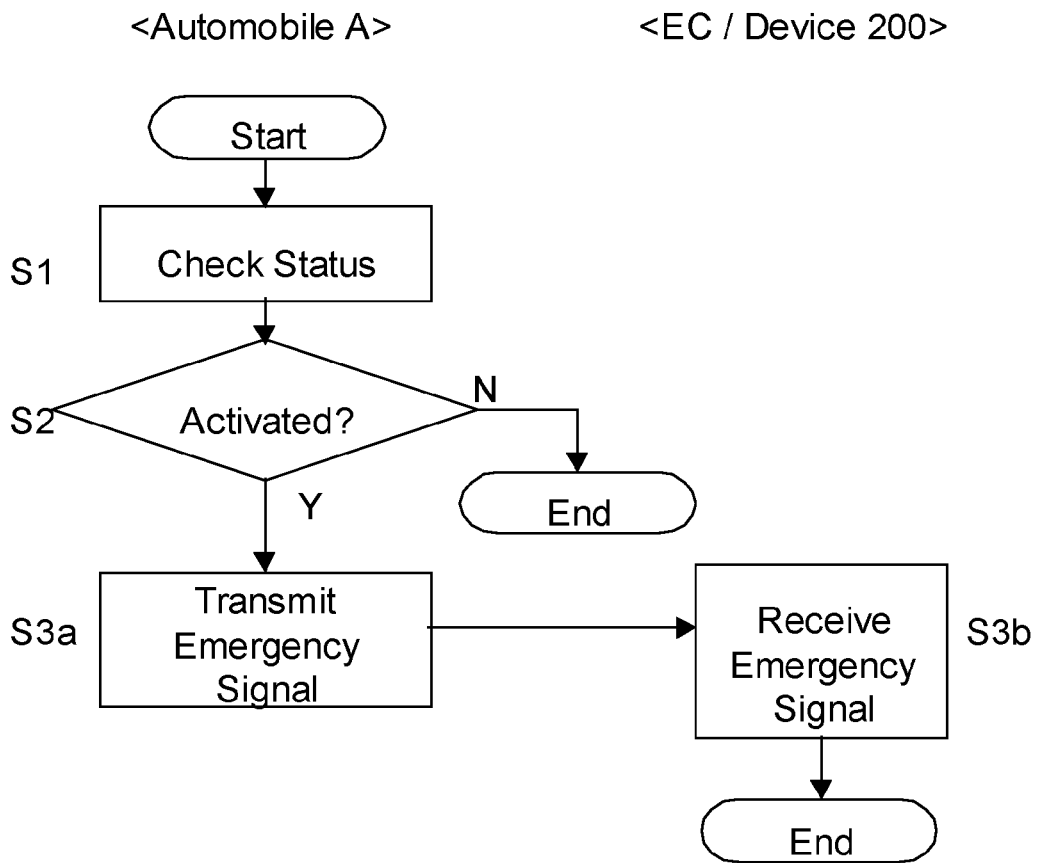 <Automobile A>
<EC / Device 200>
Start
S1
Check Status
S2
Activated?
N
End
Y
S3a
Transmit
Emergency
Signal
Receive
Emergency
Signal
S3b
End